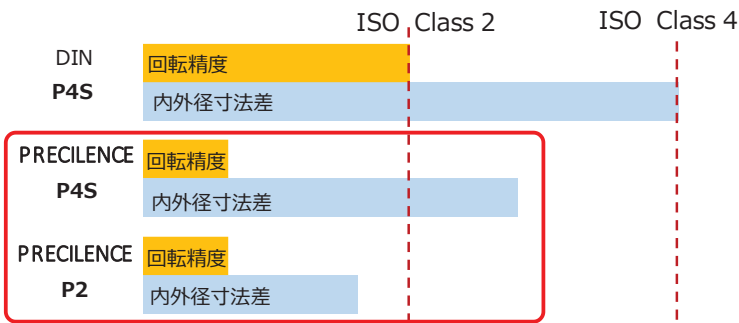 ISO Class 2
ISO Class 4
DIN
P4S
回転精度
内外径寸法差
PRECILENCE
P4S
回転精度
内外径寸法差
PRECILENCE
P2
回転精度
内外径寸法差